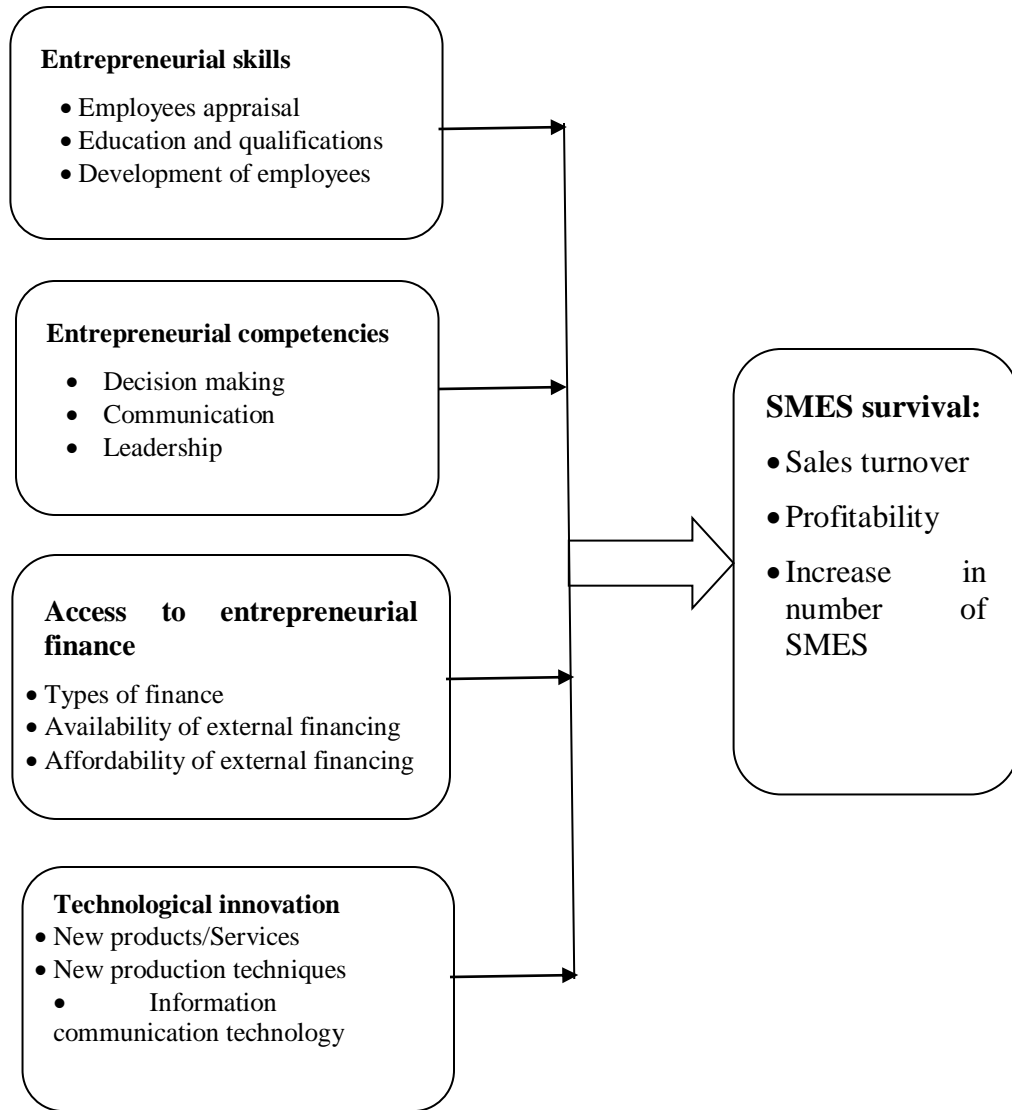 Entrepreneurial skills
• Employees appraisal
• Education and qualifications
• Development of employees
Entrepreneurial competencies
• Decision making
• Communication
• Leadership
Access to entrepreneurial
finance
• Types of finance
• Availability of external financing
• Affordability of external financing
Technological innovation
• New products/Services
• New production techniques
• Information
communication technology
SMES survival:
• Sales turnover
• Profitability
• Increase in
number of
SMES